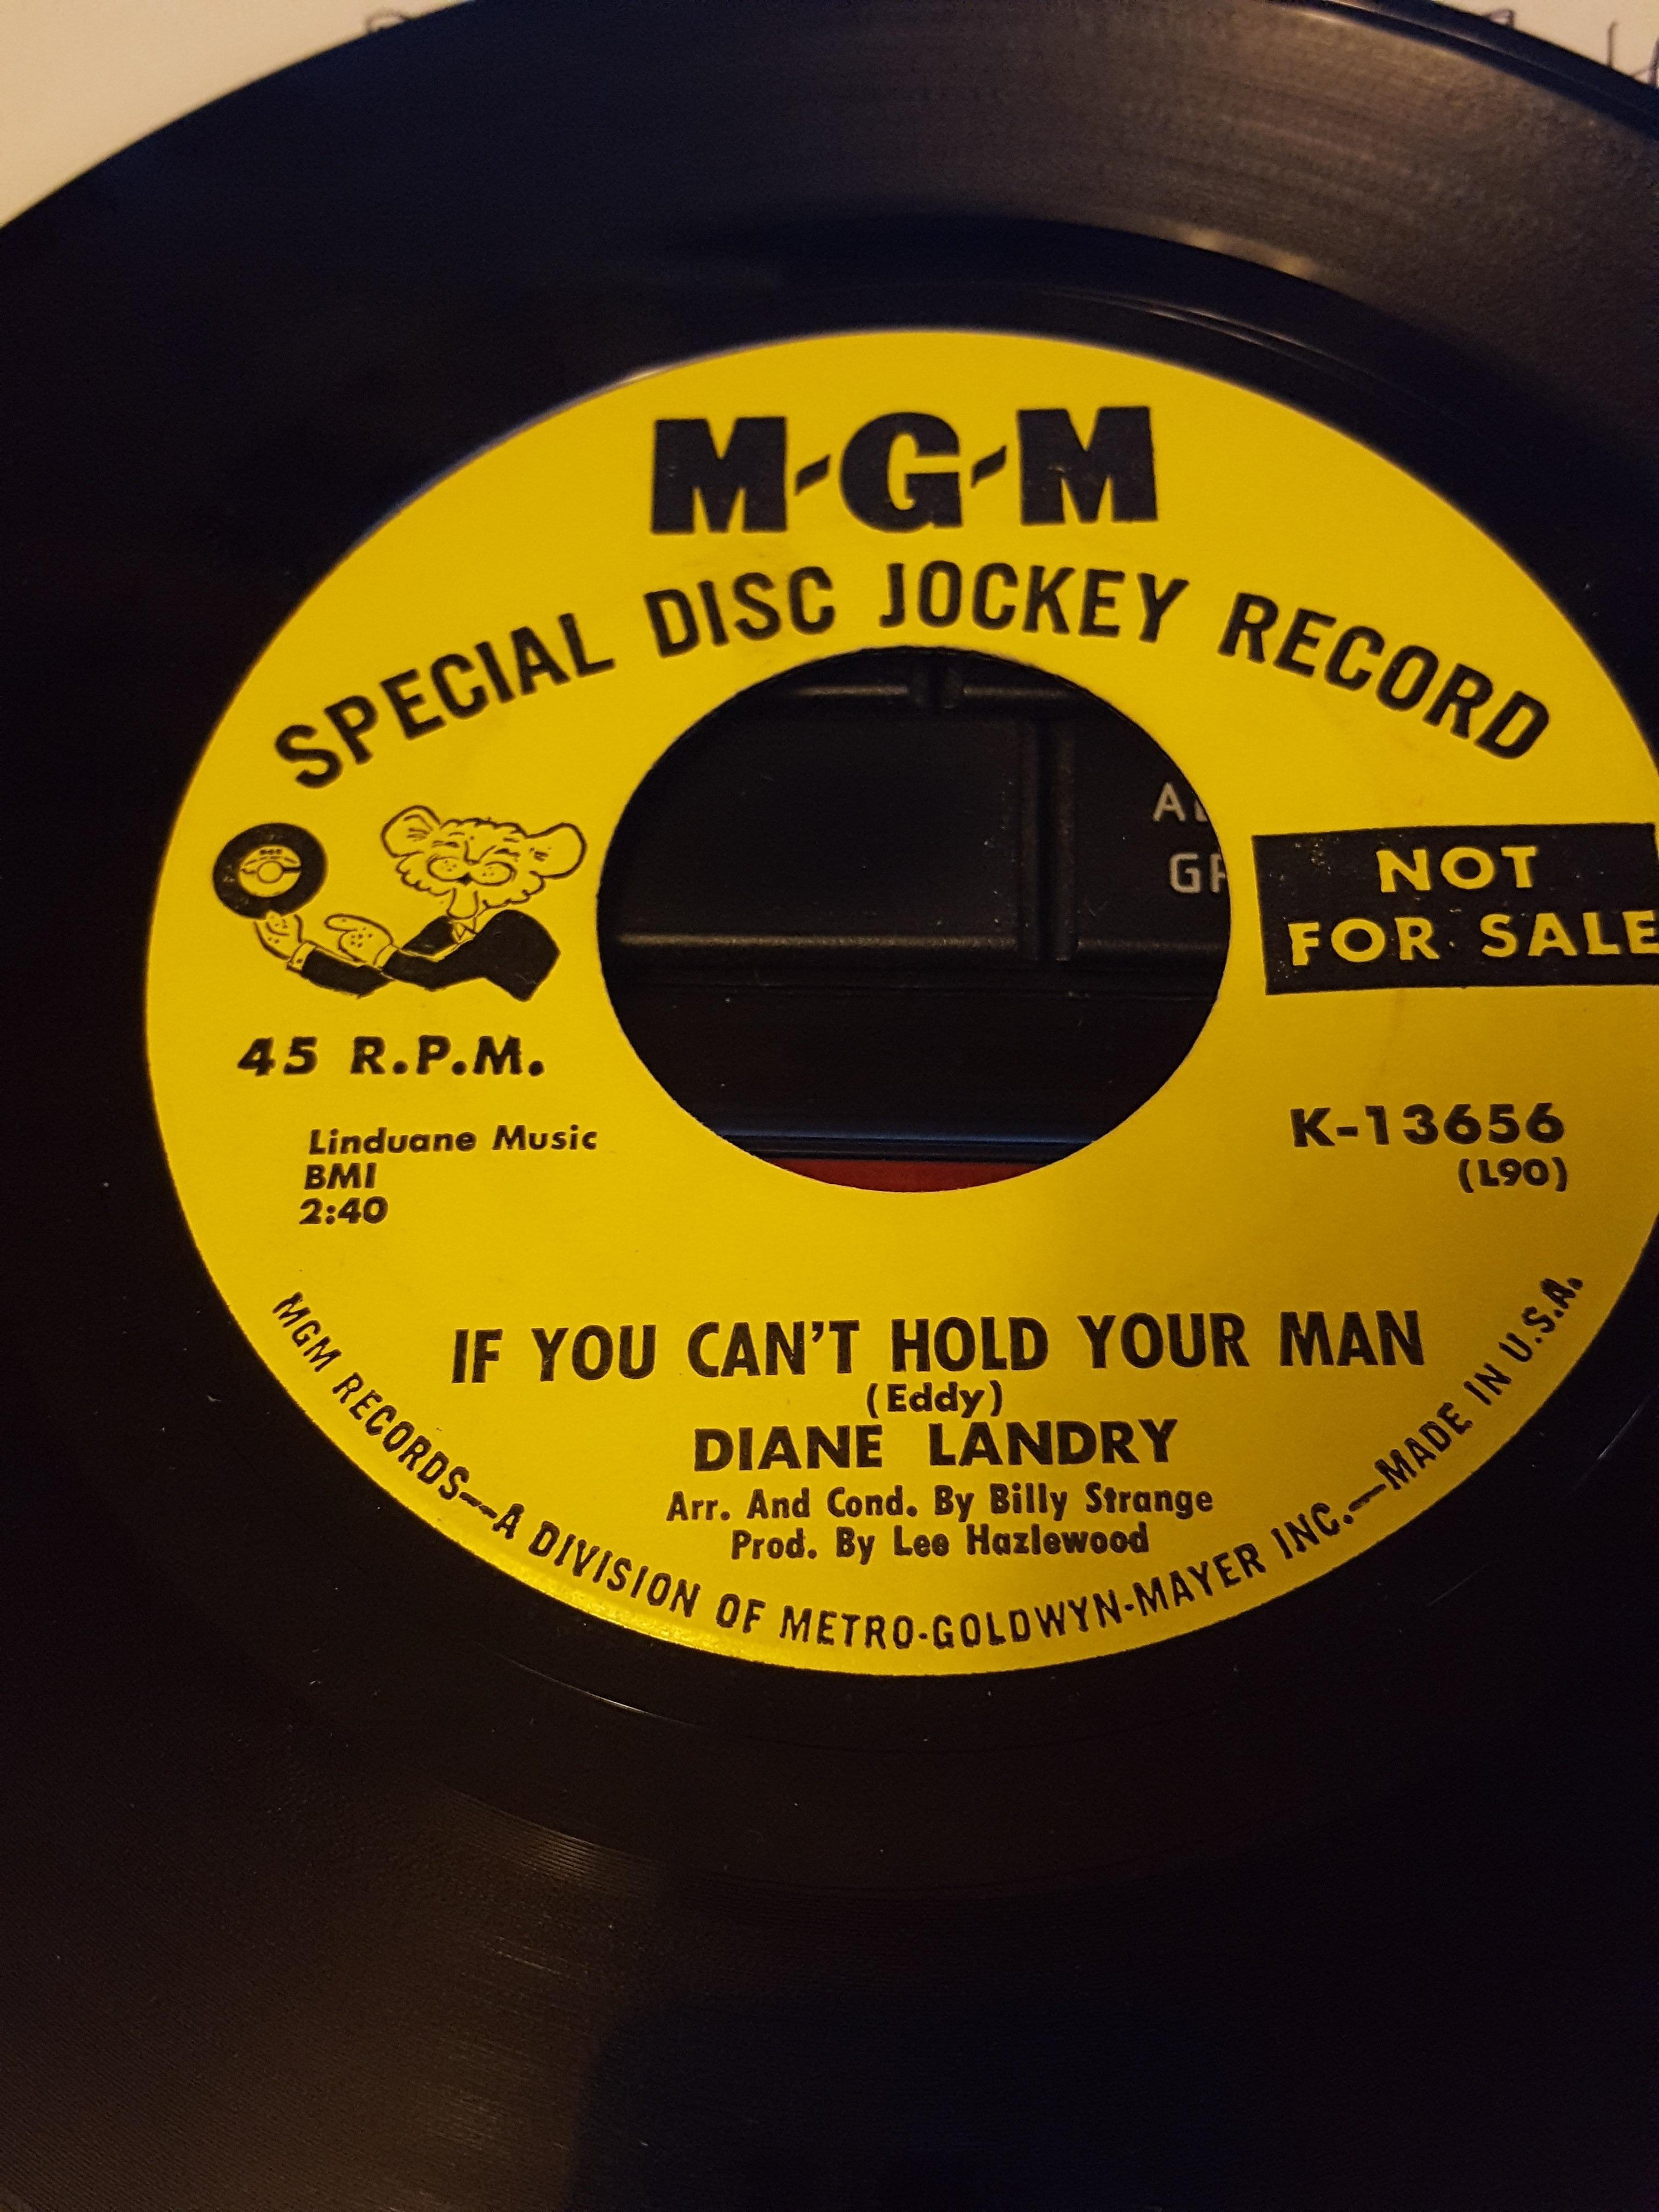 M-G-M
SPECIAL DISC JOCKEY RECORD
NOT
FOR SALE
45 R.P.M.
Linduane Music
BMI
2:40
K-13656
(L90)
IF YOU CAN'T HOLD YOUR MAN
(Eddy)
DIANE LANDRY
Arr. And Cond. By Billy Strange
Prod. By Lee Hazlewood
MGM RECORDS—A DIVISION OF METRO-GOLDWYN-MAYER INC.—MADE IN U.S.A.